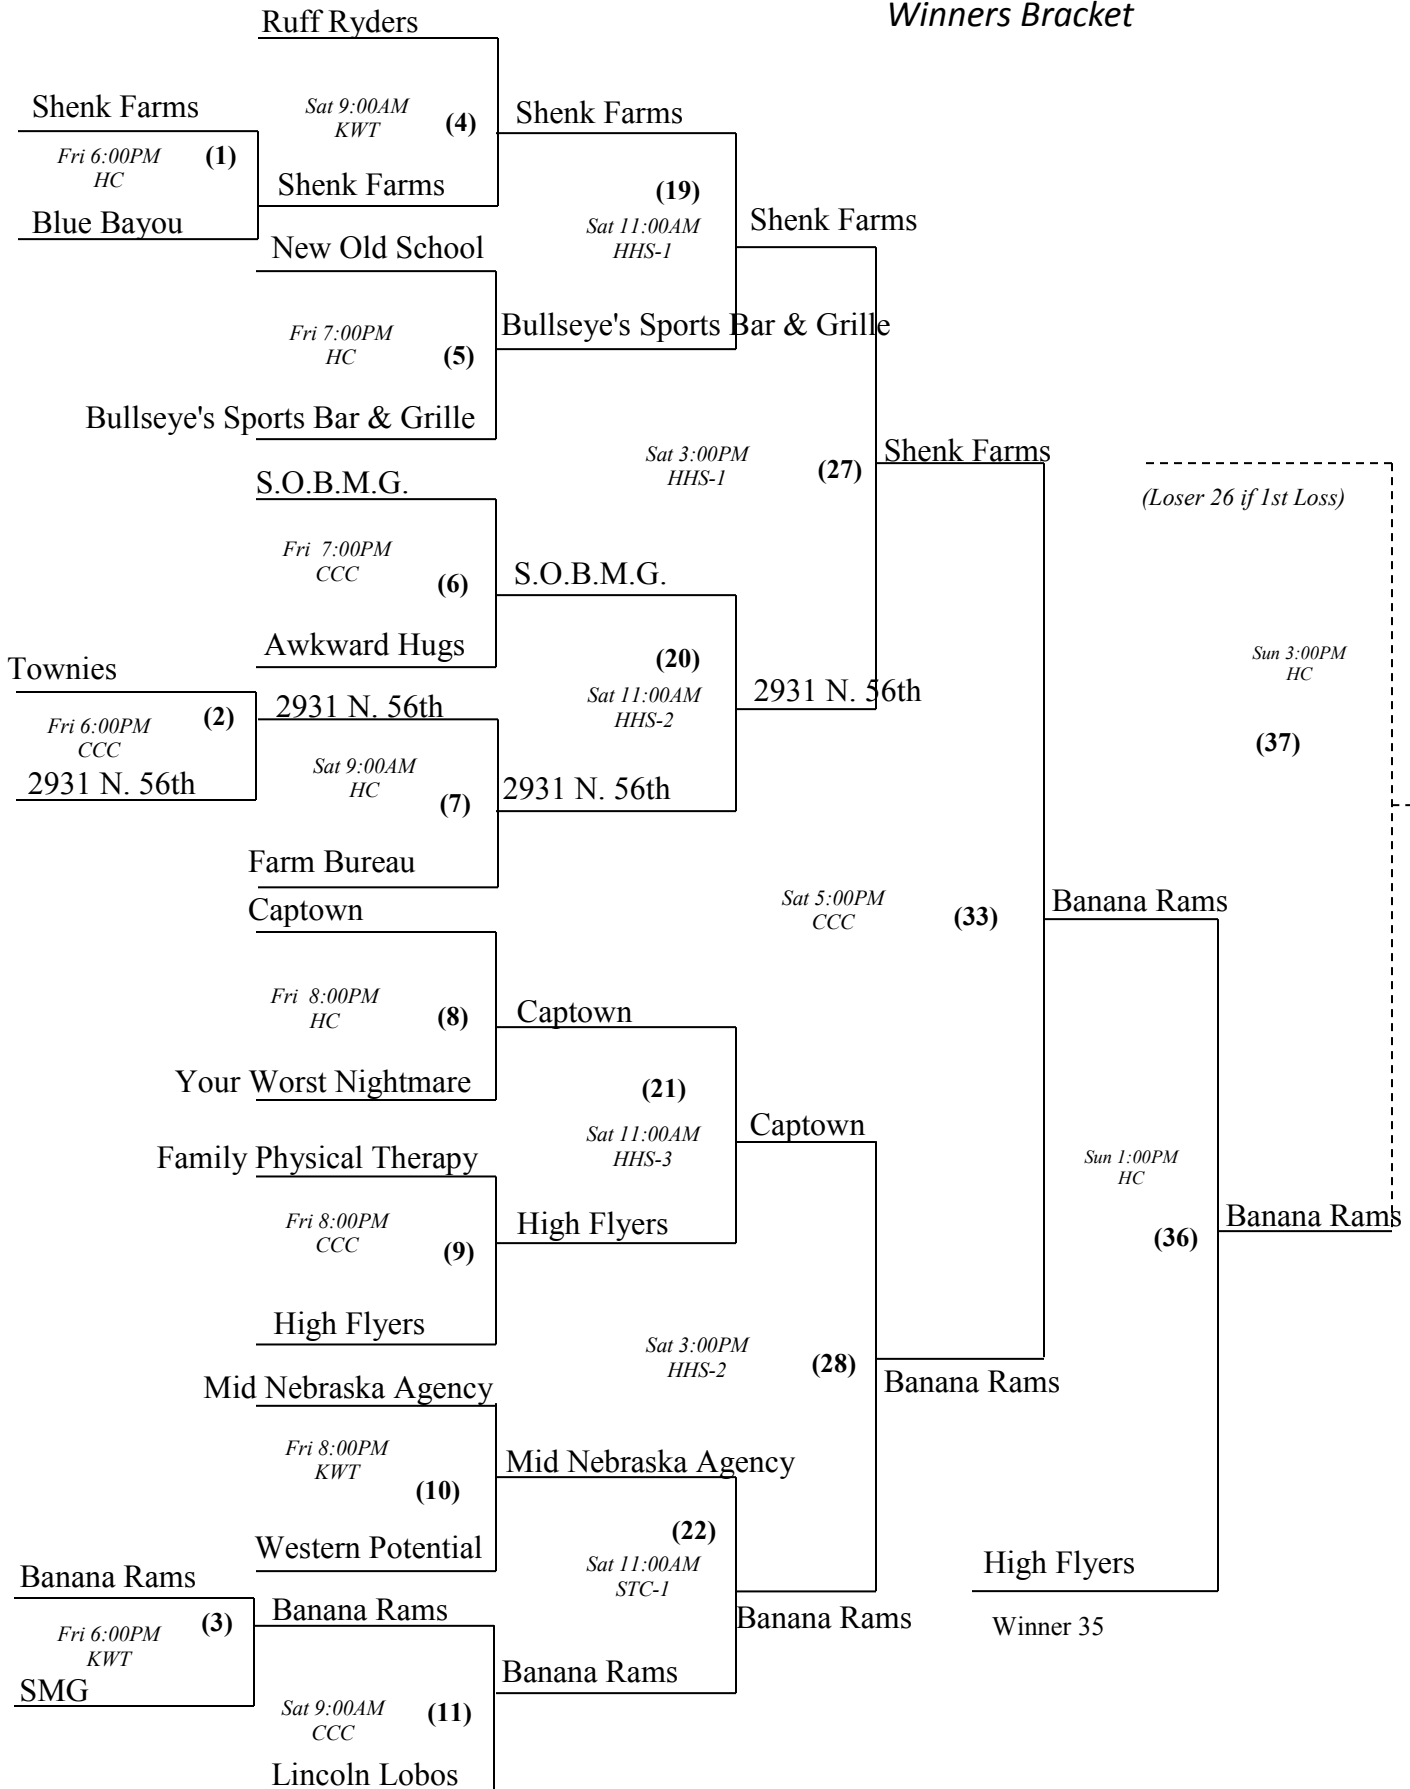 Winners Bracket
Ruff Ryders
Shenk Farms
Sat 9:00AM
KWT
(4)
Shenk Farms
Fri 6:00PM
HC
(1)
Shenk Farms
(19)
Blue Bayou
Sat 11:00AM
HHS-1
Shenk Farms
New Old School
Fri 7:00PM
HC
(5)
Bullseye's Sports Bar & Grille
Bullseye's Sports Bar & Grille
Sat 3:00PM
HHS-1
(27)
Shenk Farms
S.O.B.M.G.
(Loser 26 if 1st Loss)
Fri 7:00PM
CCC
(6)
S.O.B.M.G.
Awkward Hugs
(20)
Sun 3:00PM
HC
Townies
Sat 11:00AM
HHS-2
2931 N. 56th
2931 N. 56th
Fri 6:00PM
CCC
(2)
(37)
2931 N. 56th
Sat 9:00AM
HC
(7)
2931 N. 56th
Farm Bureau
Captown
Sat 5:00PM
CCC
(33)
Banana Rams
Fri 8:00PM
HC
(8)
Captown
Your Worst Nightmare
(21)
Sat 11:00AM
HHS-3
Captown
Family Physical Therapy
Sun 1:00PM
HC
Fri 8:00PM
CCC
(9)
High Flyers
(36)
Banana Rams
High Flyers
Sat 3:00PM
HHS-2
(28)
Banana Rams
Mid Nebraska Agency
Fri 8:00PM
KWT
(10)
Mid Nebraska Agency
Western Potential
(22)
Sat 11:00AM
STC-1
High Flyers
Winner 35
Banana Rams
Banana Rams
Banana Rams
Fri 6:00PM
KWT
(3)
SMG
Banana Rams
Sat 9:00AM
CCC
(11)
Lincoln Lobos